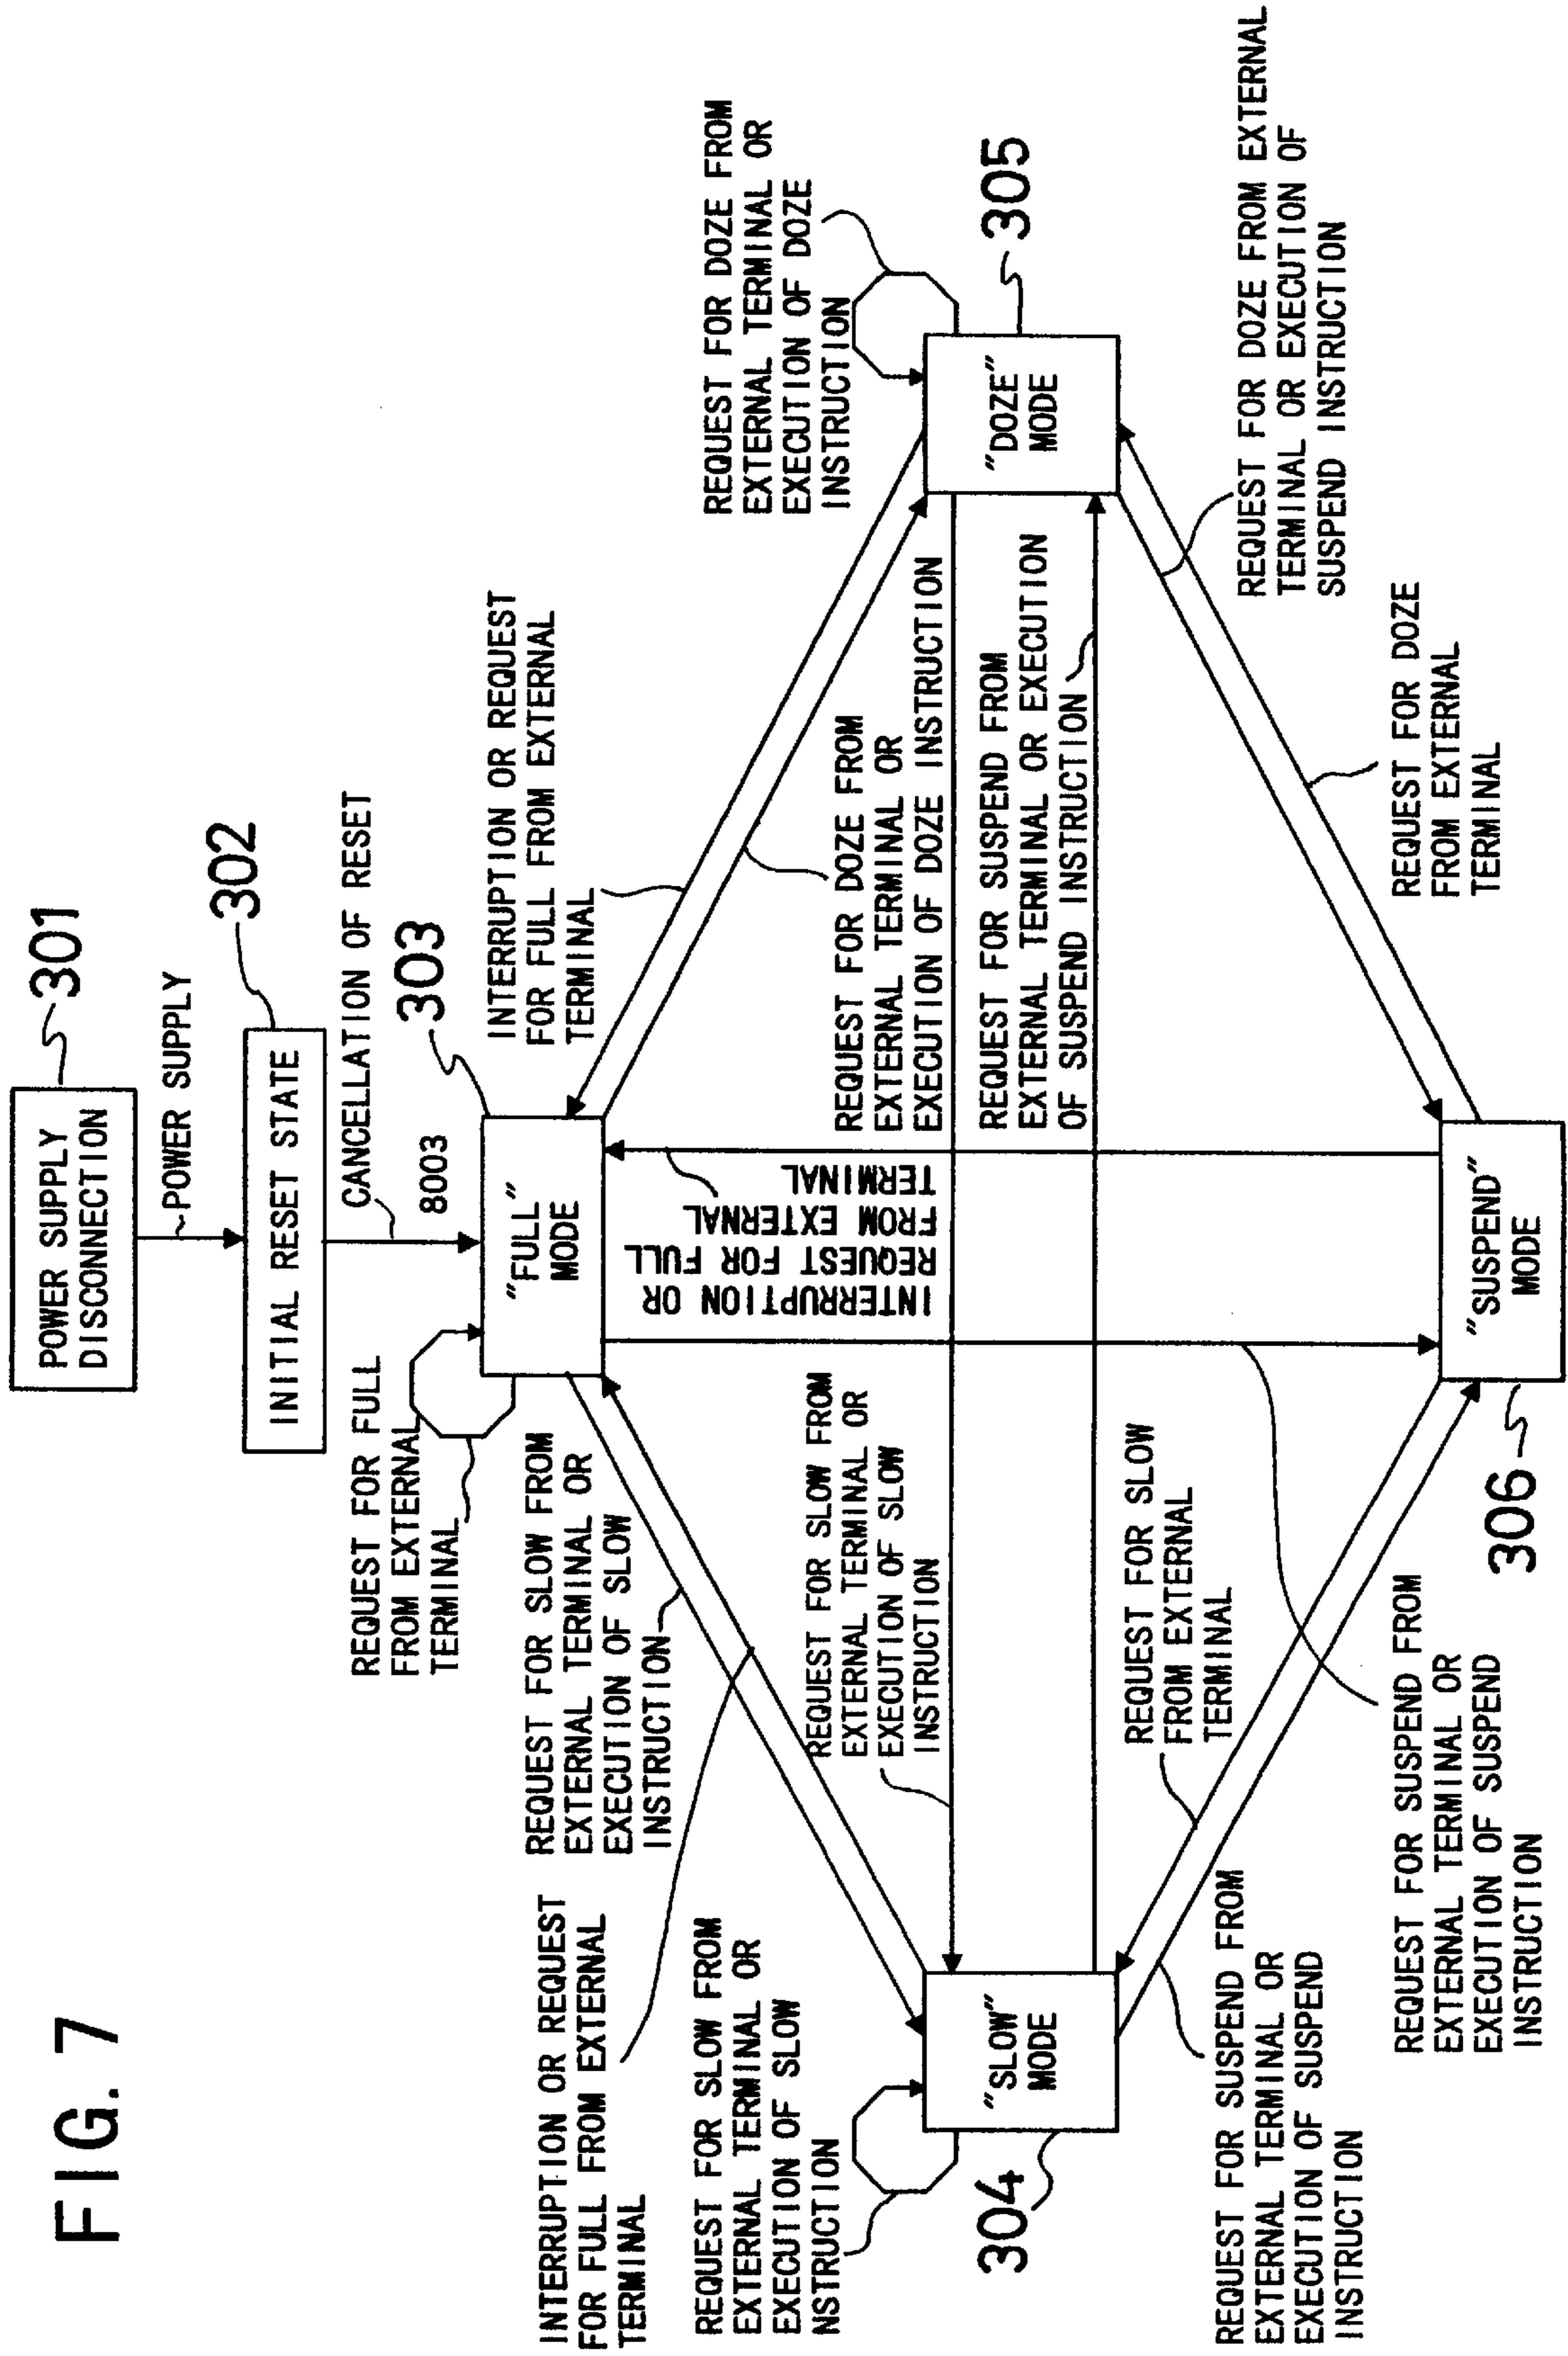 FIG. 7
POWER SUPPLY
DISCONNECTION
301
POWER SUPPLY
INITIAL RESET STATE
302
CANCELLATION OF RESET
8003
303
"FULL"
MODE
REQUEST FOR FULL
FROM EXTERNAL
TERMINAL
REQUEST FOR SLOW FROM
EXTERNAL TERMINAL OR
EXECUTION OF SLOW
INSTRUCTION
INTERRUPTION OR REQUEST
FOR FULL FROM EXTERNAL
TERMINAL
INTERRUPTION OR REQUEST
FOR FULL FROM EXTERNAL
TERMINAL
REQUEST FOR DOZE FROM
EXTERNAL TERMINAL OR
EXECUTION OF DOZE
INSTRUCTION
REQUEST FOR SLOW FROM
EXTERNAL TERMINAL OR
EXECUTION OF SLOW
NSTRUCTION
INTERRUPTION OR
REQUEST FOR FULL
FROM EXTERNAL
TERMINAL
REQUEST FOR DOZE FROM
EXTERNAL TERMINAL OR
EXECUTION OF DOZE INSTRUCTION
REQUEST FOR SLOW FROM
EXTERNAL TERMINAL OR
EXECUTION OF SLOW
INSTRUCTION
REQUEST FOR SUSPEND FROM
EXTERNAL TERMINAL OR EXECUTION
OF SUSPEND INSTRUCTION
"SLOW"
MODE
304
"DOZE"
MODE
305
REQUEST FOR SLOW
FROM EXTERNAL
TERMINAL
REQUEST FOR SUSPEND FROM
EXTERNAL TERMINAL OR
EXECUTION OF SUSPEND
INSTRUCTION
REQUEST FOR DOZE FROM EXTERNAL
TERMINAL OR EXECUTION OF
SUSPEND INSTRUCTION
REQUEST FOR SUSPEND FROM
EXTERNAL TERMINAL OR
EXECUTION OF SUSPEND
INSTRUCTION
REQUEST FOR DOZE
FROM EXTERNAL
TERMINAL
"SUSPEND"
MODE
306